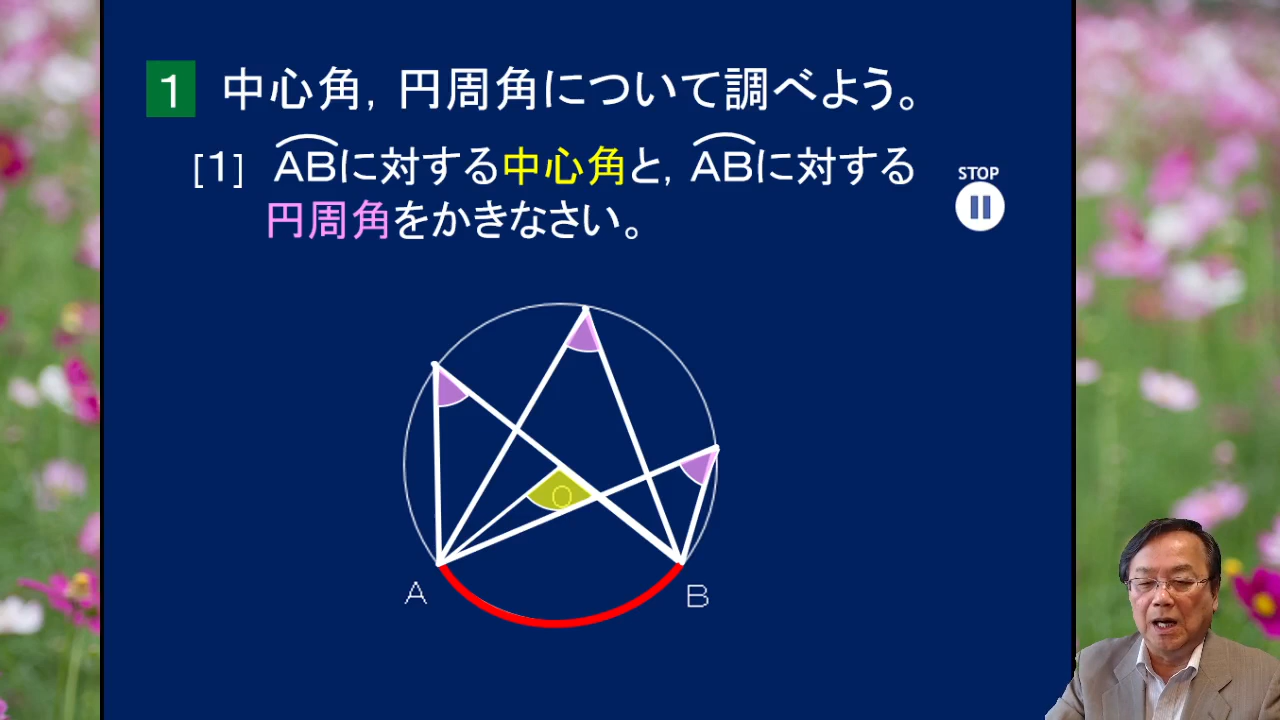 1 中心角，円周角について調べよう。
[1] ABに対する中心角と，ABに対する
円周角をかきなさい。
STOP
O
A
B